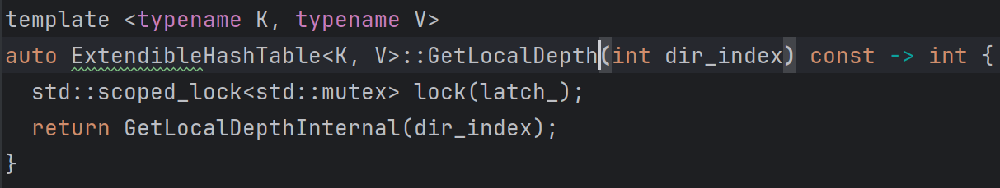 template <typename K, typename V>
auto ExtendibleHashTable<K, V>::GetLocalDepth(int dir_index) const -> int {
  std::scoped_lock<std::mutex> lock(latch_);
  return GetLocalDepthInternal(dir_index);
}